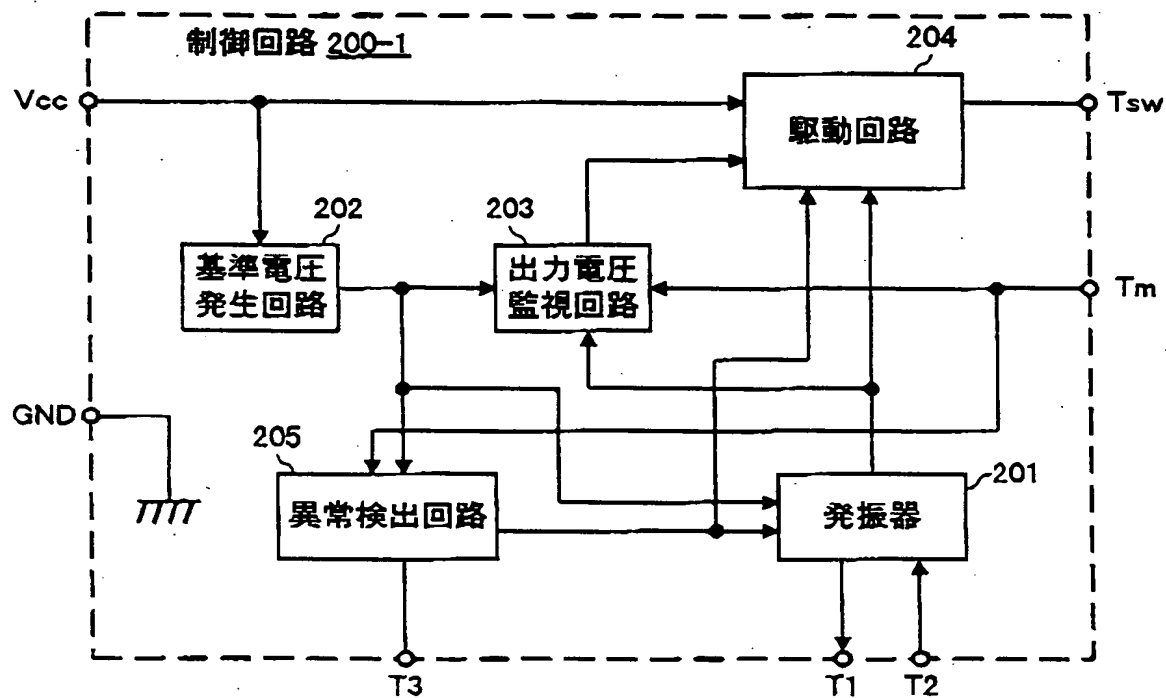 制御回路 200-1
204
Vcc
Tsw
駆動回路
202
203
基準電圧
発生回路
出力電圧
監視回路
Tm
GND
205
201
異常検出回路
発振器
T3
T1
T2